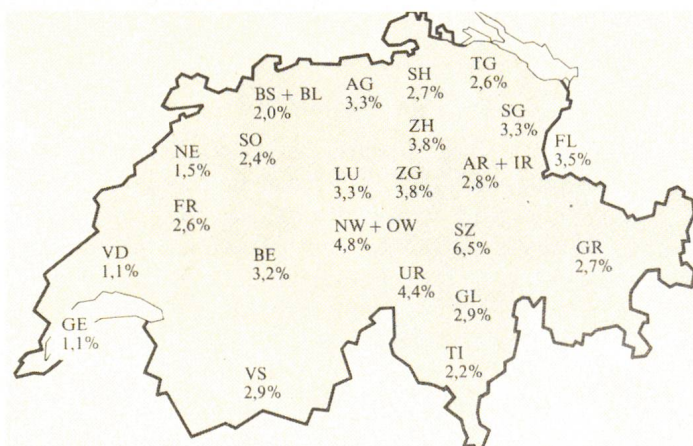 SH
2,7%
TG
2,6%
BS + BL
2,0%
AG
3,3%
SG
3,3%
ZH
3,8%
FL
3,5%
SO
2,4%
NE
1,5%
LU
3,3%
ZG
3,8%
AR + IR
2,8%
FR
2,6%
NW + OW
4,8%
SZ
6,5%
VD
1,1%
BE
3,2%
GR
2,7%
UR
4,4%
GL
2,9%
GE
1,1%
TI
2,2%
VS
2,9%